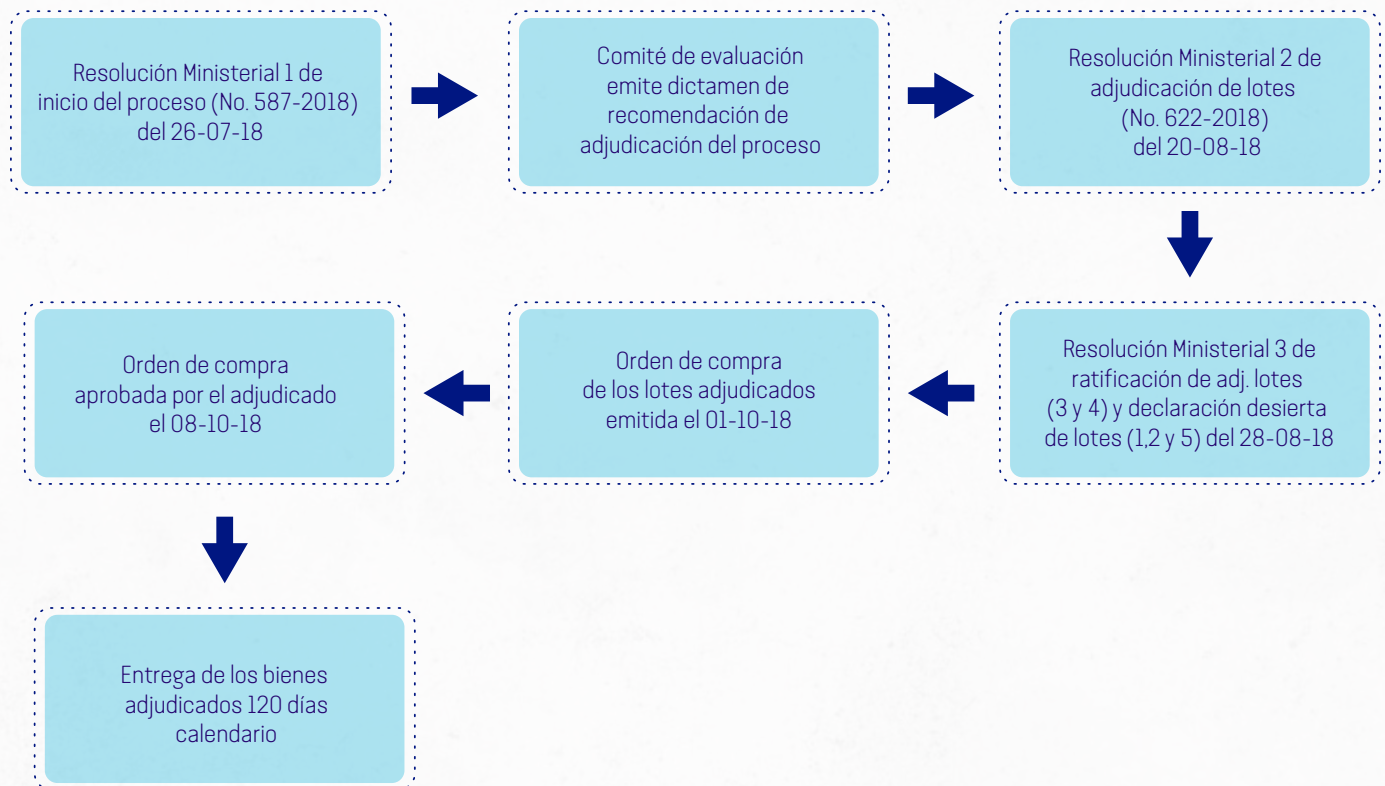 Resolución Ministerial 1 de
inicio del proceso (No. 587-2018)
del 26-07-18
Comité de evaluación
emite dictamen de
recomendación de
adjudicación del proceso
Resolución Ministerial 2 de
adjudicación de lotes
(No. 622-2018)
del 20-08-18
Resolución Ministerial 3 de
ratificación de adj. lotes
(3 y 4) y declaración desierta
de lotes (1,2 y 5) del 28-08-18
Orden de compra
de los lotes adjudicados
emitida el 01-10-18
Orden de compra
aprobada por el adjudicado
el 08-10-18
Entrega de los bienes
adjudicados 120 días
calendario